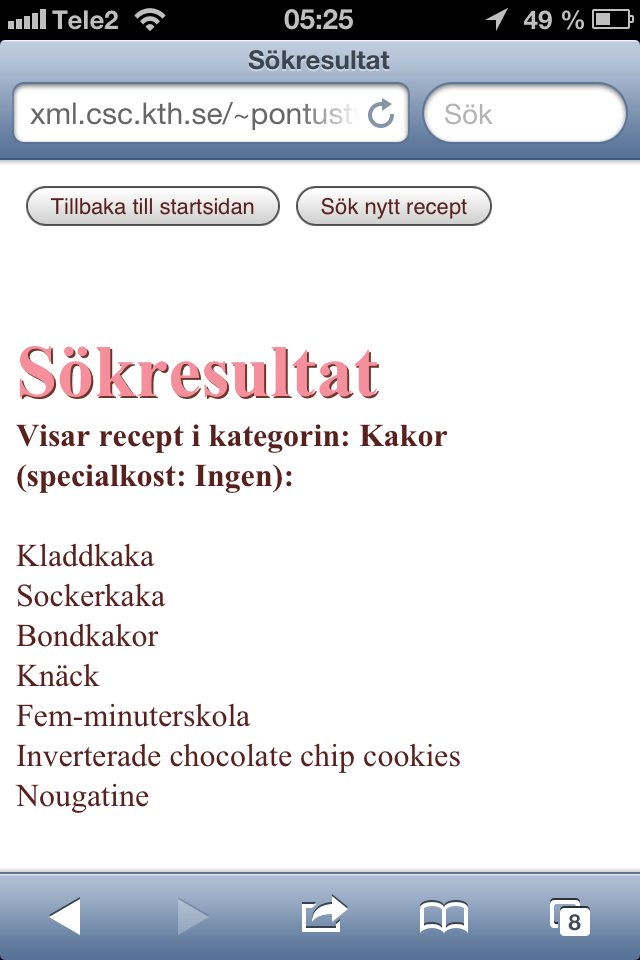 Tele2 05:25 49 %
Sökresultat
xml.csc.kth.se/~pontust Sök
Tillbaka till startsidan Sök nytt recept
Sökresultat
Visar recept i kategorin: Kakor
(specialkost: Ingen):
Kladdkaka
Sockerkaka
Bondkakor
Knäck
Fem-minuterskola
Inverterade chocolate chip cookies
Nougatine
8